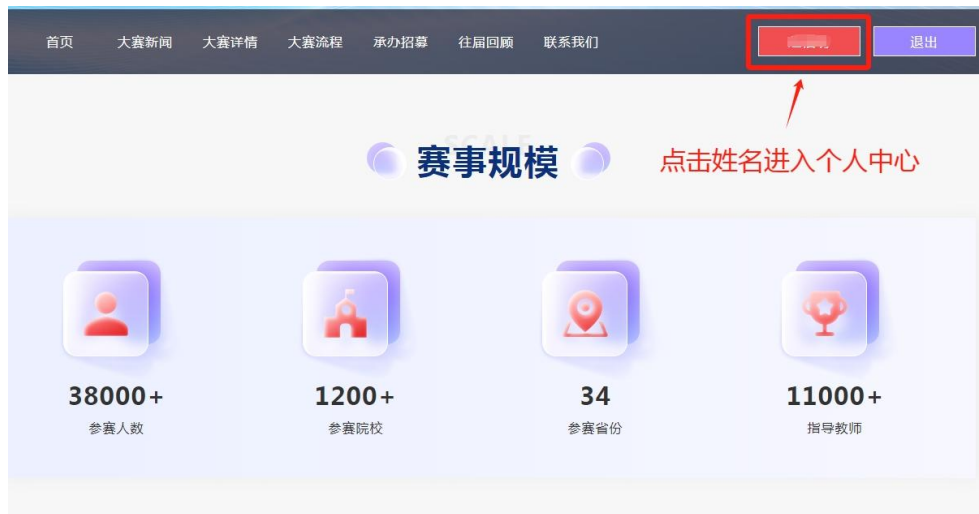 首页 大赛新闻 大赛详情 大赛流程 承办招募 往届回顾 联系我们 退出
SCALE
赛事规模
点击姓名进入个人中心
38000+ 1200+ 34 11000+
参赛人数 参赛院校 参赛省份 指导教师